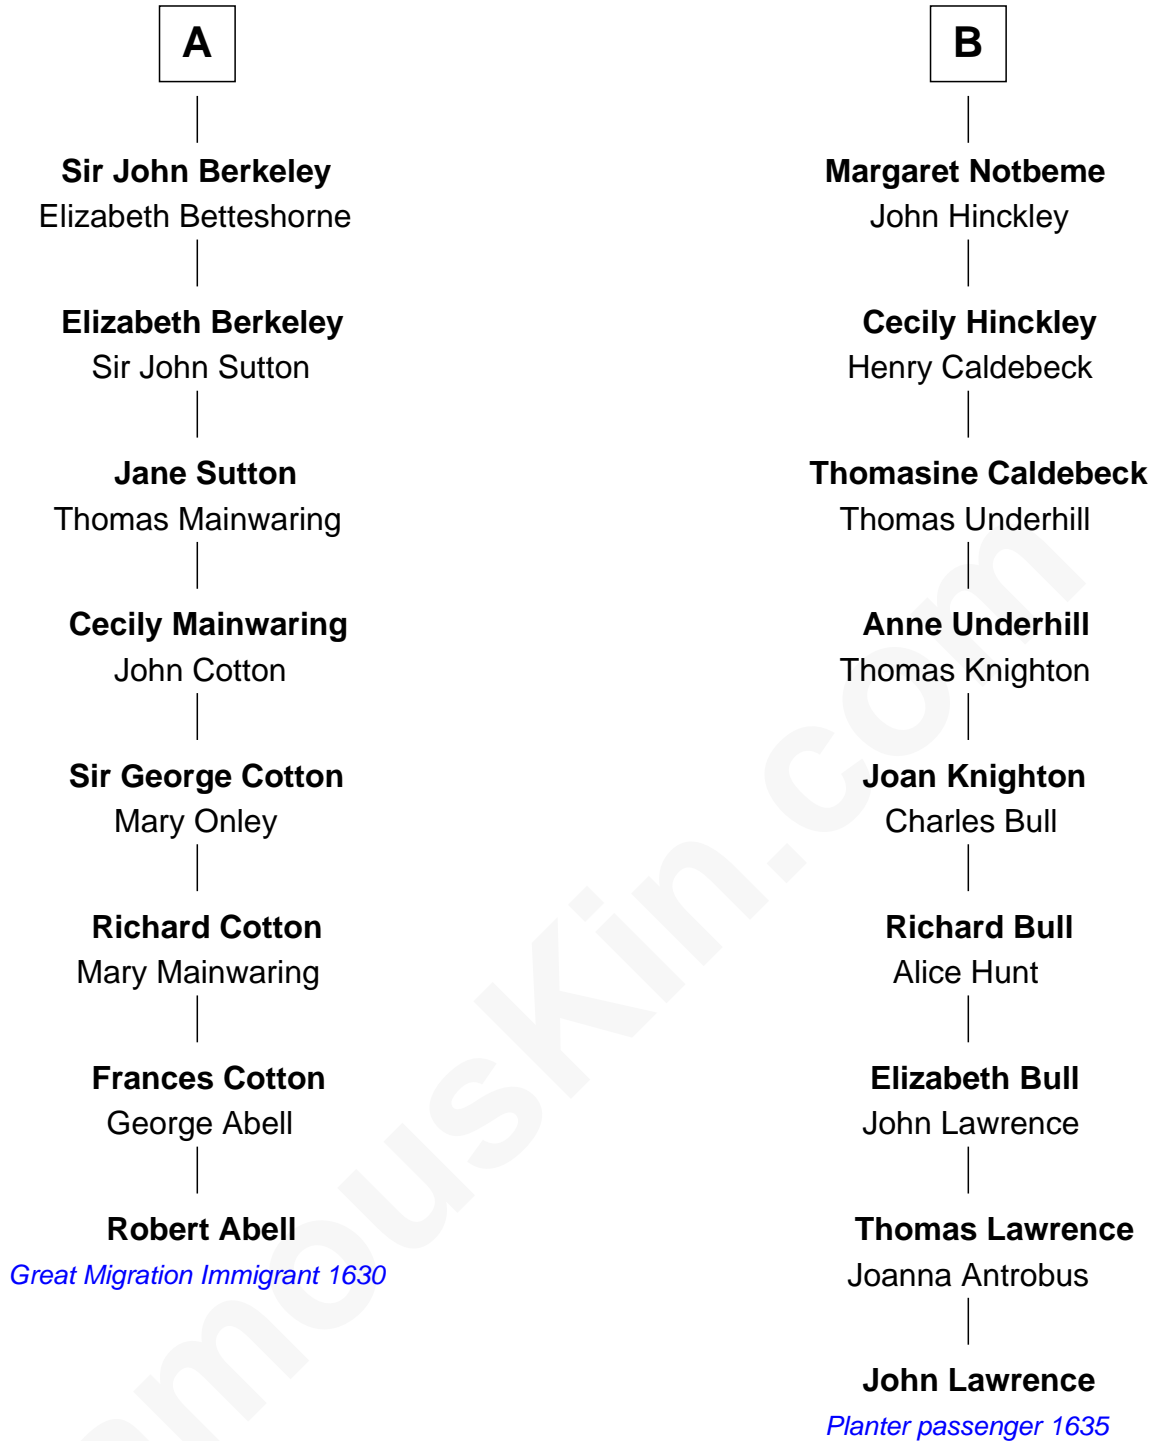 A
Sir John Berkeley
Elizabeth Betteshorne
Elizabeth Berkeley
Sir John Sutton
Jane Sutton
Thomas Mainwaring
Cecily Mainwaring
John Cotton
Sir George Cotton
Mary Onley
Richard Cotton
Mary Mainwaring
Frances Cotton
George Abell
Robert Abell
Great Migration Immigrant 1630
B
Margaret Notbeme
John Hinckley
Cecily Hinckley
Henry Caldebeck
Thomasine Caldebeck
Thomas Underhill
Anne Underhill
Thomas Knighton
Joan Knighton
Charles Bull
Richard Bull
Alice Hunt
Elizabeth Bull
John Lawrence
Thomas Lawrence
Joanna Antrobus
John Lawrence
Planter passenger 1635
amouskin.com